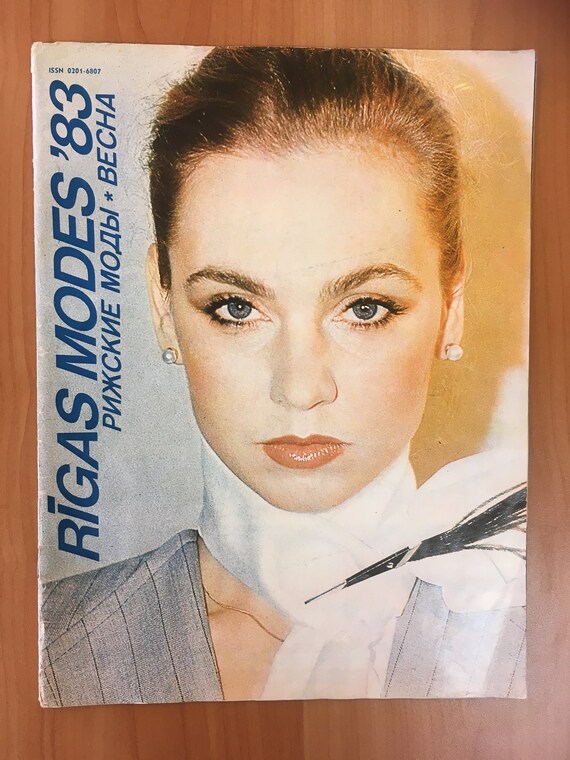 ISSN 0201-6807
RĪGAS MODES '83
РИЖСКИЕ МОДЫ * ВЕСНА